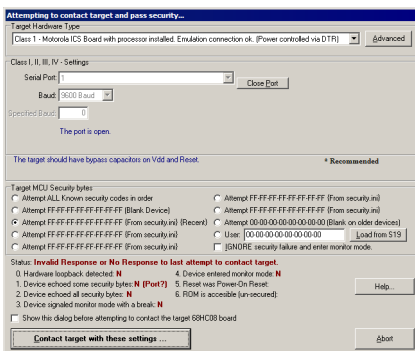 Attempting to contact target and pass security...
Target Hardware Type
Class 1 - Motorola ICS Board with processor installed. Emulation connection ok. (Power controlled via DTR)
Advanced
Class I, II, III, IV - Settings
Serial Port: 1
Close Port
Baud: 9600 Baud
Specified Baud: 0
The port is open.
The target should have bypass capacitors on Vdd and Reset. * Recommended
Target MCU Security bytes
Attempt ALL Known security codes in order
Attempt FF-FF-FF-FF-FF-FF-FF-FF (Blank Device)
Attempt FF-FF-FF-FF-FF-FF-FF-FF (From security.ini) (Recent)
Attempt FF-FF-FF-FF-FF-FF-FF-FF (From security.ini)
Attempt FF-FF-FF-FF-FF-FF-FF-FF (From security.ini)
Attempt FF-FF-FF-FF-FF-FF-FF-FF (From security.ini)
Attempt FF-FF-FF-FF-FF-FF-FF-FF (From security.ini)
Attempt 00-00-00-00-00-00-00-00 (Blank on older devices)
User: 00-00-00-00-00-00-00-00 Load from S19
IGNORE security failure and enter monitor mode.
Status: Invalid Response or No Response to last attempt to contact target.
0. Hardware loopback detected: N
1. Device echoed some security bytes: N (Port?)
2. Device echoed all security bytes: N
3. Device signaled monitor mode with a break: N
4. Device entered monitor mode: N
5. Reset was Power-On Reset:
6. ROM is accesible (un-secured):
Help...
Show this dialog before attempting to contact the target 68HC08 board
Contact target with these settings ...
Abort